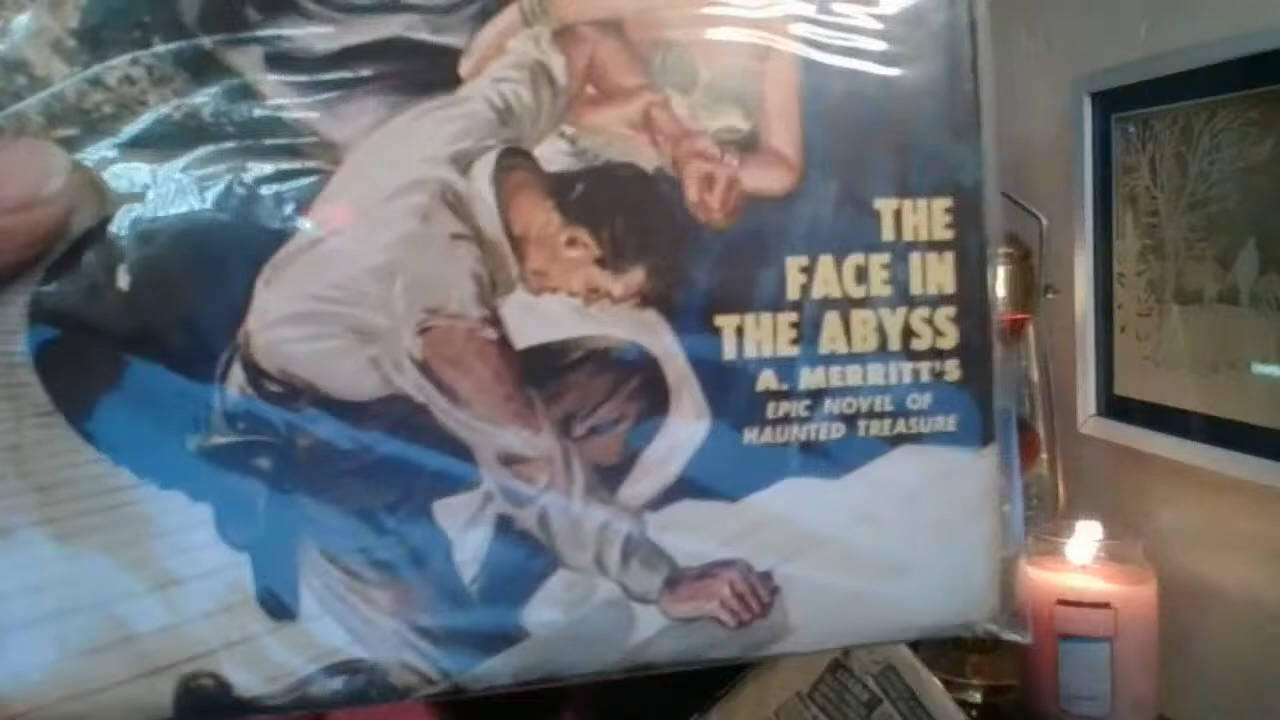 THE
FACE IN
THE ABYSS
A. MERRITT'S
EPIC NOVEL OF
HAUNTED TREASURE